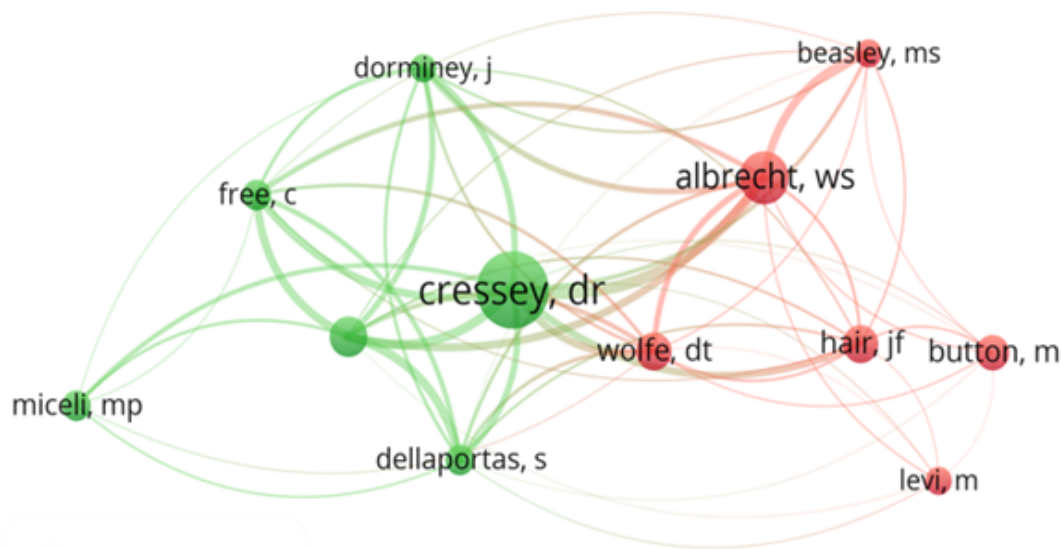 beasley, ms
dorminey, j
albrecht, ws
free, c
cressey, dr
wolfe, dt
hair, jf
button, m
miceli, mp
dellaportas, s
levi, m